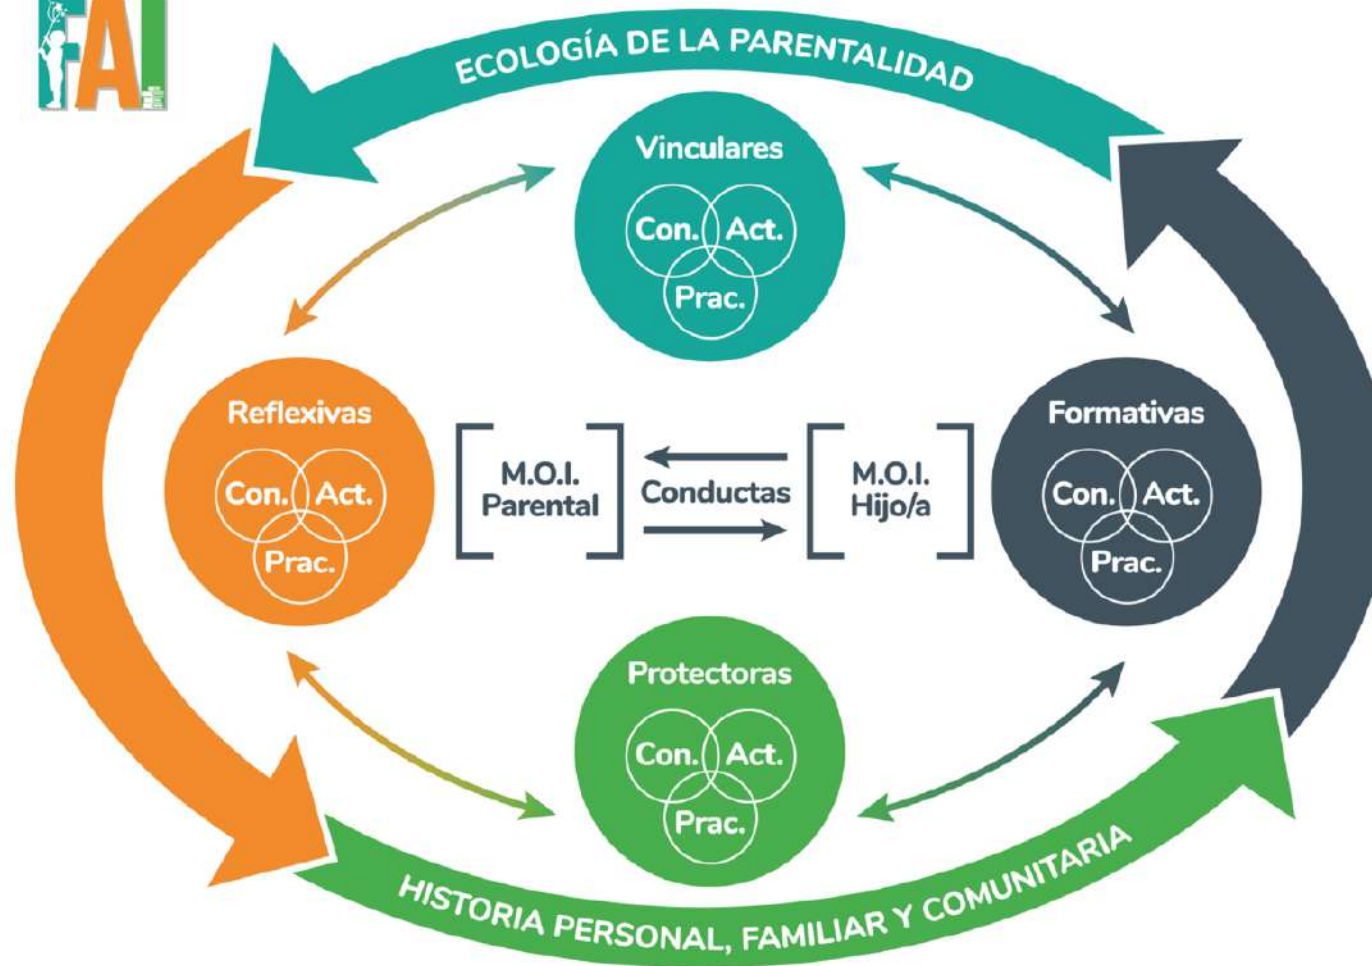 FAI
ECOLOGÍA DE LA PARENTALIDAD
Vinculares
Con. Act.
Prac.
Reflexivas
Con. Act.
Prac.
M.O.I.
Parental
Conductas
M.O.I.
Hijo/a
Formativas
Con. Act.
Prac.
Protectoras
Con. Act.
Prac.
HISTORIA PERSONAL, FAMILIAR Y COMUNITARIA